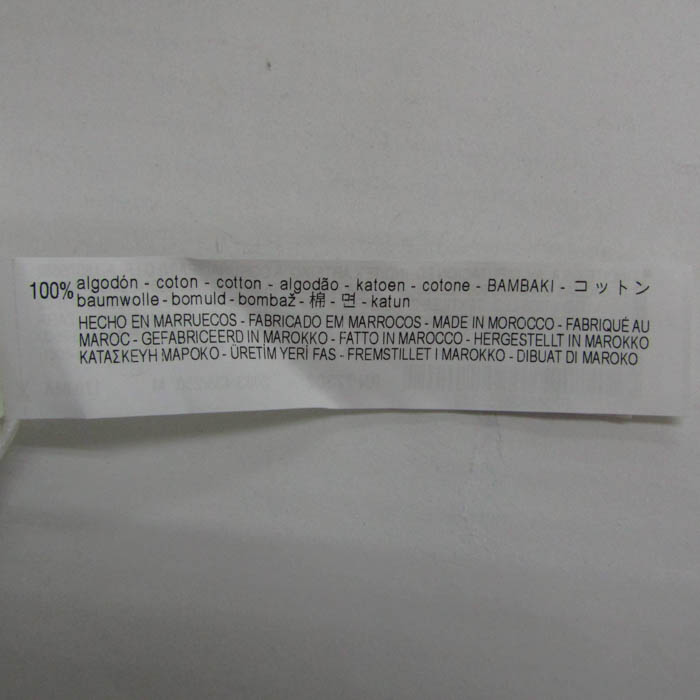 100% algodón - coton - cotton - algodão - katoen - cotone - BAMBAKI - コットン
baumwolle - bomuld - bombaž - 棉 - 면 - katun
HECHO EN MARRUECOS - FABRICADO EM MARROCOS - MADE IN MOROCCO - FABRIQUÉ AU
MAROC - GEFABRICEERD IN MAROKKO - FATTO IN MAROCCO - HERGESTELLT IN MAROKKO
ΚΑΤΑΣΚΕΥΗ ΜΑΡΟΚΟ - ÜRETİM YERİ FAS - FREMSTILLET I MAROKKO - DIBUAT DI MAROKO